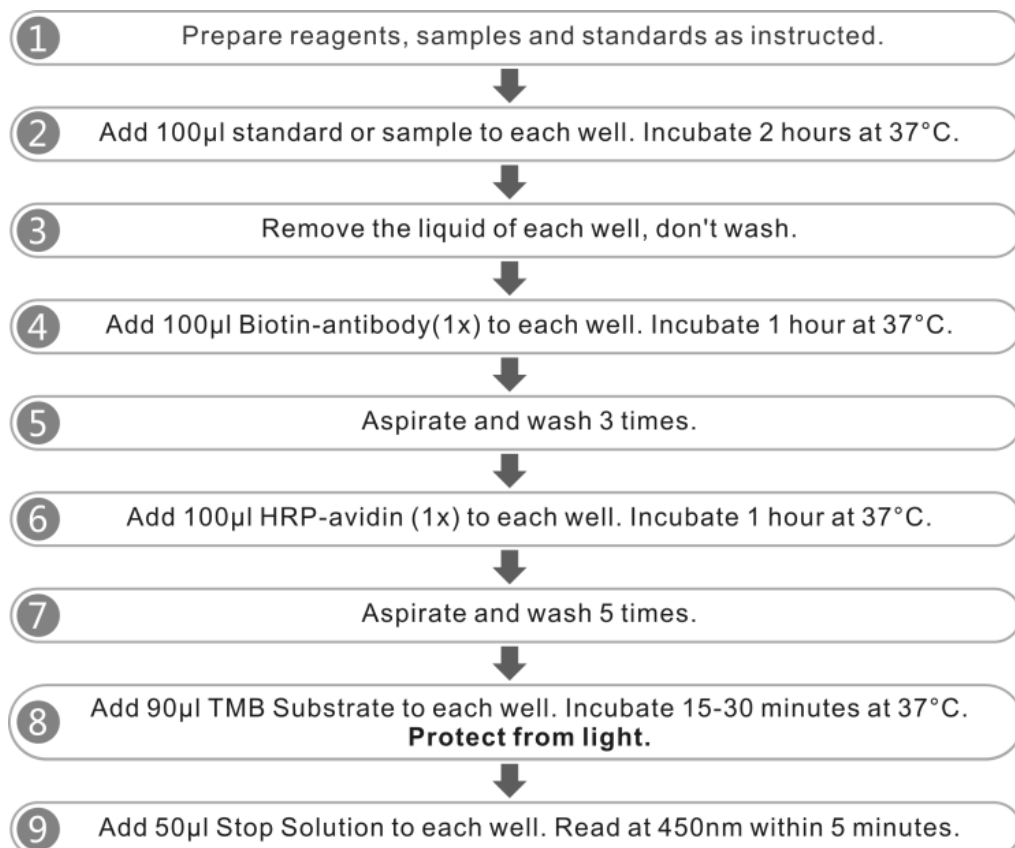 1 Prepare reagents, samples and standards as instructed.
2 Add 100µl standard or sample to each well. Incubate 2 hours at 37°C.
3 Remove the liquid of each well, don't wash.
4 Add 100µl Biotin-antibody(1x) to each well. Incubate 1 hour at 37°C.
5 Aspirate and wash 3 times.
6 Add 100µl HRP-avidin (1x) to each well. Incubate 1 hour at 37°C.
7 Aspirate and wash 5 times.
8 Add 90µl TMB Substrate to each well. Incubate 15-30 minutes at 37°C.
Protect from light.
9 Add 50µl Stop Solution to each well. Read at 450nm within 5 minutes.